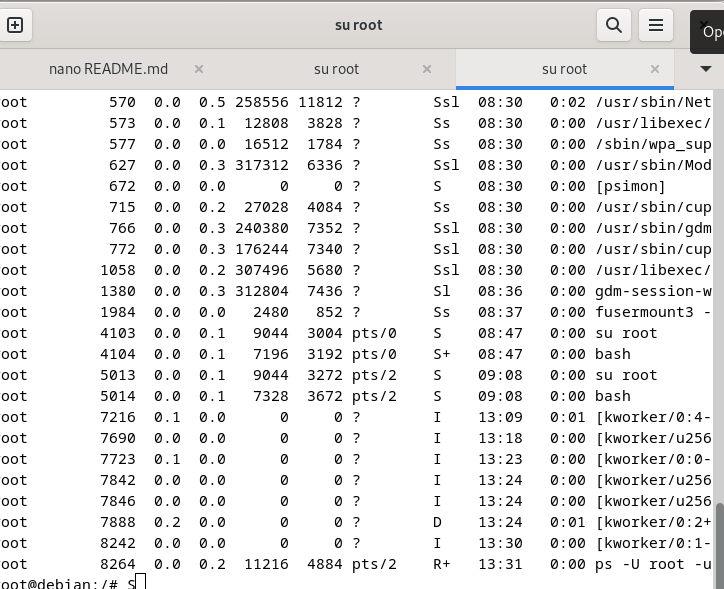 su root
Ope
nano README.md × su root × su root ×
oot 570 0.0 0.5 258556 11812 ? Ssl 08:30 0:02 /usr/sbin/Net
oot 573 0.0 0.1 12808 3828 ? Ss 08:30 0:00 /usr/libexec/
oot 577 0.0 0.0 16512 1784 ? Ss 08:30 0:00 /sbin/wpa_sup
oot 627 0.0 0.3 317312 6336 ? Ssl 08:30 0:00 /usr/sbin/Mod
oot 672 0.0 0.0 0 0 ? S 08:30 0:00 [psimon]
oot 715 0.0 0.2 27028 4084 ? Ss 08:30 0:00 /usr/sbin/cup
oot 766 0.0 0.3 240380 7352 ? Ssl 08:30 0:00 /usr/sbin/gdm
oot 772 0.0 0.3 176244 7340 ? Ssl 08:30 0:00 /usr/sbin/cup
oot 1058 0.0 0.2 307496 5680 ? Ssl 08:30 0:00 /usr/libexec/
oot 1380 0.0 0.3 312804 7436 ? Sl 08:36 0:00 gdm-session-w
oot 1984 0.0 0.0 2480 852 ? Ss 08:37 0:00 fusermount3 -
oot 4103 0.0 0.1 9044 3004 pts/0 S 08:47 0:00 su root
oot 4104 0.0 0.1 7196 3192 pts/0 S+ 08:47 0:00 bash
oot 5013 0.0 0.1 9044 3272 pts/2 S 09:08 0:00 su root
oot 5014 0.0 0.1 7328 3672 pts/2 S 09:08 0:00 bash
oot 7216 0.1 0.0 0 0 ? I 13:09 0:01 [kworker/0:4-
oot 7690 0.0 0.0 0 0 ? I 13:18 0:00 [kworker/u256
oot 7723 0.1 0.0 0 0 ? I 13:23 0:00 [kworker/0:0-
oot 7842 0.0 0.0 0 0 ? I 13:24 0:00 [kworker/u256
oot 7846 0.0 0.0 0 0 ? I 13:24 0:00 [kworker/u256
oot 7888 0.2 0.0 0 0 ? D 13:24 0:01 [kworker/0:2+
oot 8242 0.0 0.0 0 0 ? I 13:30 0:00 [kworker/0:1-
oot 8264 0.0 0.2 11216 4884 pts/2 R+ 13:31 0:00 ps -U root -u
oot@debian:/# S